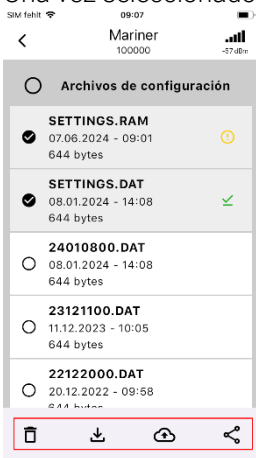 Una vez seleccionado
SIM fehlt 09:07
Mariner
100000
-57 dBm
Archivos de configuración
SETTINGS.RAM
07.06.2024 - 09:01
644 bytes
SETTINGS.DAT
08.01.2024 - 14:08
644 bytes
24010800.DAT
08.01.2024 - 14:08
644 bytes
23121100.DAT
11.12.2023 - 10:05
644 bytes
22122000.DAT
20.12.2022 - 09:58
644 bytes